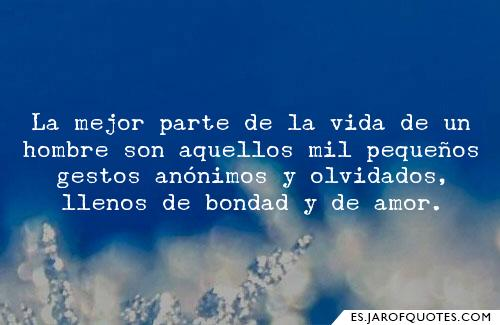 La mejor parte de la vida de un
hombre son aquellos mil pequeños
gestos anónimos y olvidados,
llenos de bondad y de amor.
ES.JAROFQUOTES.COM